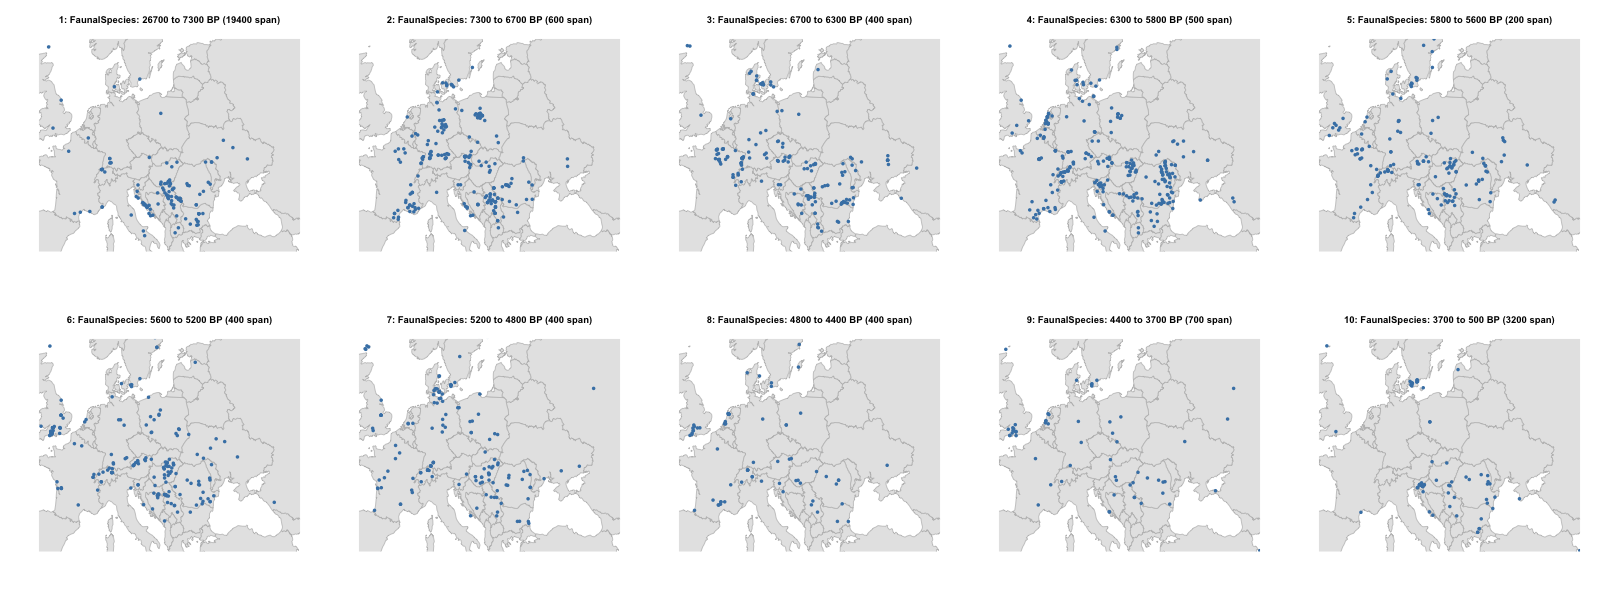 1: FaunalSpecies: 26700 to 7300 BP (19400 span)
2: FaunalSpecies: 7300 to 6700 BP (600 span)
3: FaunalSpecies: 6700 to 6300 BP (400 span)
4: FaunalSpecies: 6300 to 5800 BP (500 span)
5: FaunalSpecies: 5800 to 5600 BP (200 span)
6: FaunalSpecies: 5600 to 5200 BP (400 span)
7: FaunalSpecies: 5200 to 4800 BP (400 span)
8: FaunalSpecies: 4800 to 4400 BP (400 span)
9: FaunalSpecies: 4400 to 3700 BP (700 span)
10: FaunalSpecies: 3700 to 500 BP (3200 span)